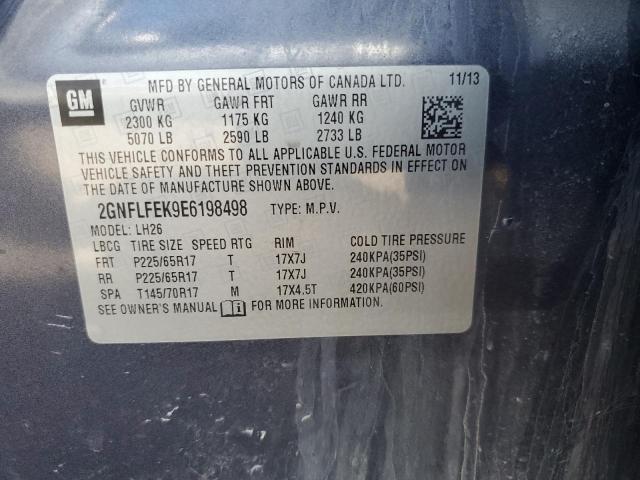 MFD BY GENERAL MOTORS OF CANADA LTD. 11/13
GM
GVWR GAWR FRT GAWR RR
2300 KG 1175 KG 1240 KG
5070 LB 2590 LB 2733 LB
THIS VEHICLE CONFORMS TO ALL APPLICABLE U.S. FEDERAL MOTOR
VEHICLE SAFETY AND THEFT PREVENTION STANDARDS IN EFFECT ON
THE DATE OF MANUFACTURE SHOWN ABOVE.
2GNFLFEK9E6198498 TYPE: M.P.V.
MODEL: LH26
LBCG TIRE SIZE SPEED RTG RIM COLD TIRE PRESSURE
FRT P225/65R17 T 17X7J 240KPA(35PSI)
RR P225/65R17 T 17X7J 240KPA(35PSI)
SPA T145/70R17 M 17X4.5T 420KPA(60PSI)
SEE OWNER'S MANUAL FOR MORE INFORMATION.